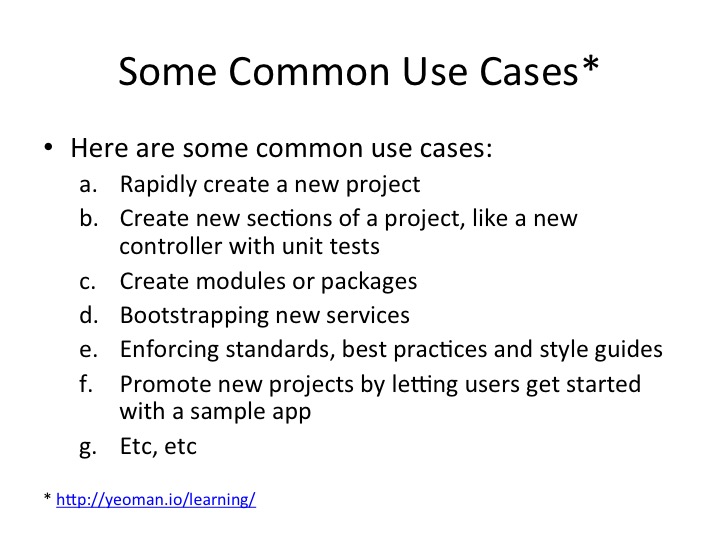 Some Common Use Cases*
• Here are some common use cases:
a. Rapidly create a new project
b. Create new sections of a project, like a new
controller with unit tests
c. Create modules or packages
d. Bootstrapping new services
e. Enforcing standards, best practices and style guides
f. Promote new projects by letting users get started
with a sample app
g. Etc, etc
* http://yeoman.io/learning/